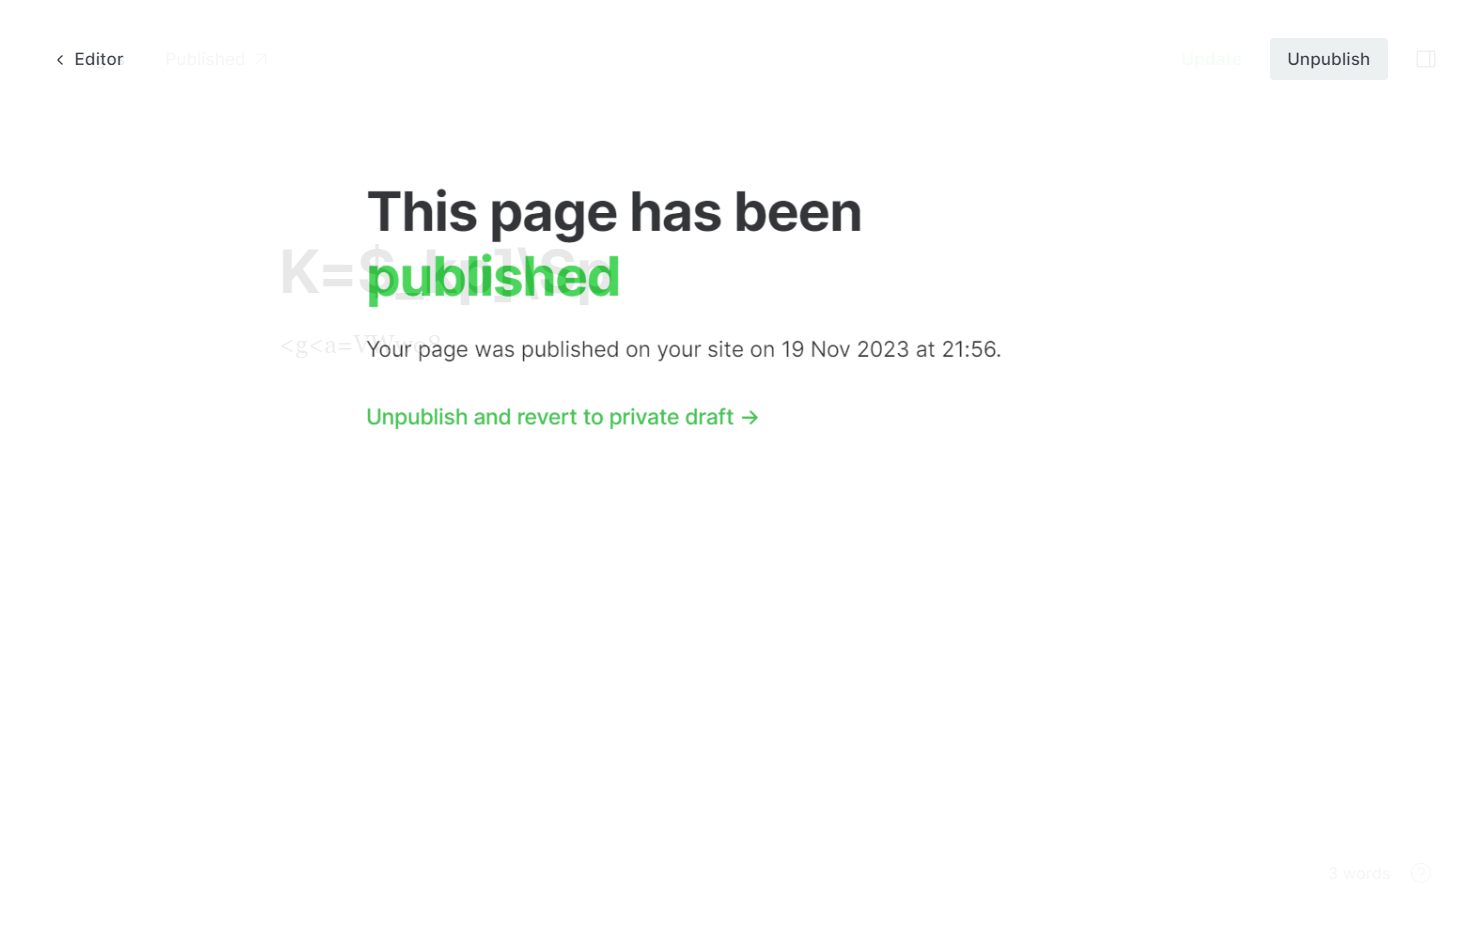 Editor
Published
Update
Unpublish
This page has been
published
Your page was published on your site on 19 Nov 2023 at 21:56.
Unpublish and revert to private draft →
3 words